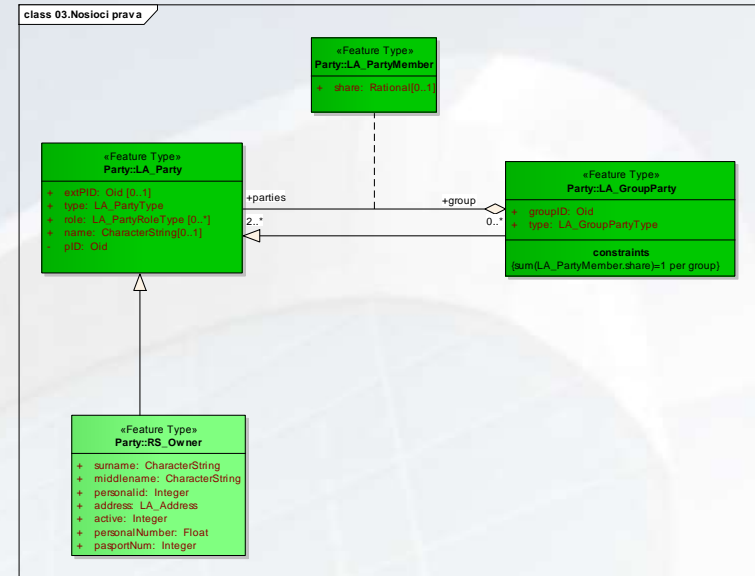 class 03.Nosioci prava
«Feature Type»
Party::LA_PartyMember
+ share: Rational[0..1]
«Feature Type»
Party::LA_Party
+ extPID: Oid [0..1]
+ type: LA_PartyType
+ role: LA_PartyRoleType [0..*]
+ name: CharacterString[0..1]
- pID: Oid
+parties
2..*
+group
0..*
«Feature Type»
Party::LA_GroupParty
+ groupID: Oid
+ type: LA_GroupPartyType
constraints
{sum(LA_PartyMember.share)=1 per group}
«Feature Type»
Party::RS_Owner
+ surname: CharacterString
+ middlename: CharacterString
+ personalid: Integer
+ address: LA_Address
+ active: Integer
+ personalNumber: Float
+ pasportNum: Integer